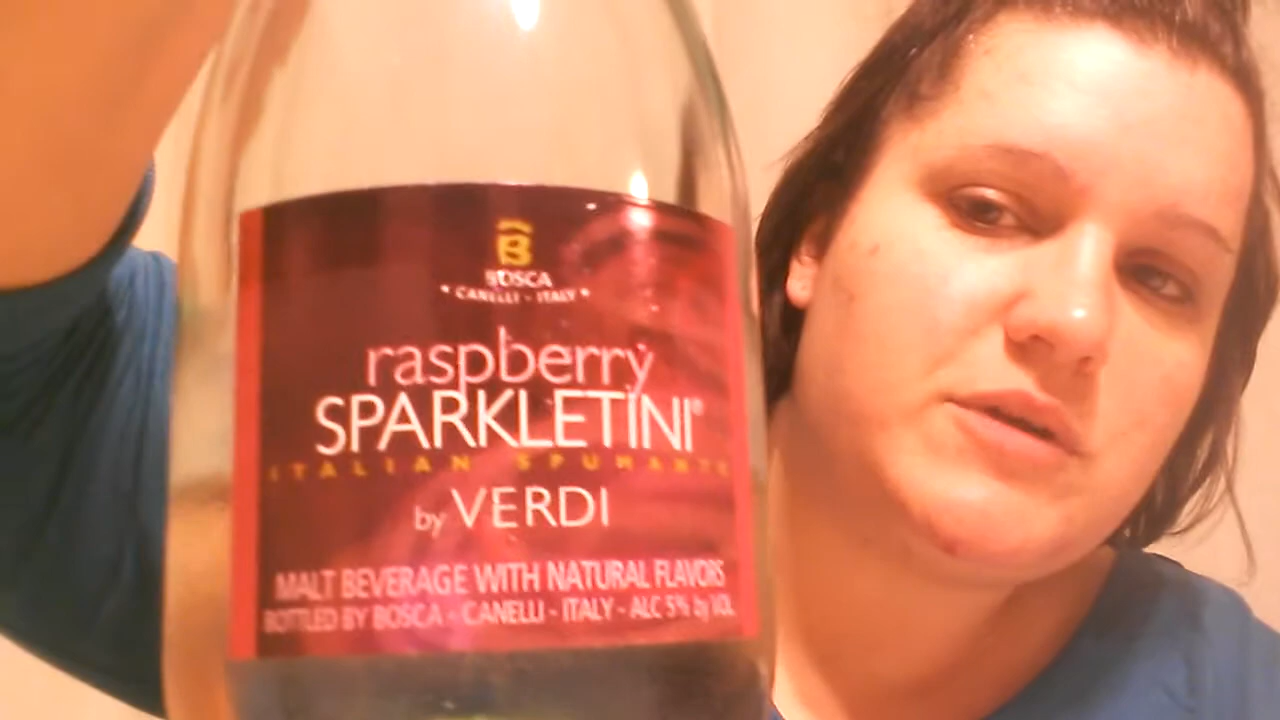 B
BOSCA
* CANELLI - ITALY *
raspberry
SPARKLETINI®
ITALIAN SPUMANTE
by VERDI
MALT BEVERAGE WITH NATURAL FLAVORS
BOTTLED BY BOSCA - CANELLI - ITALY - ALC 5% by VOL